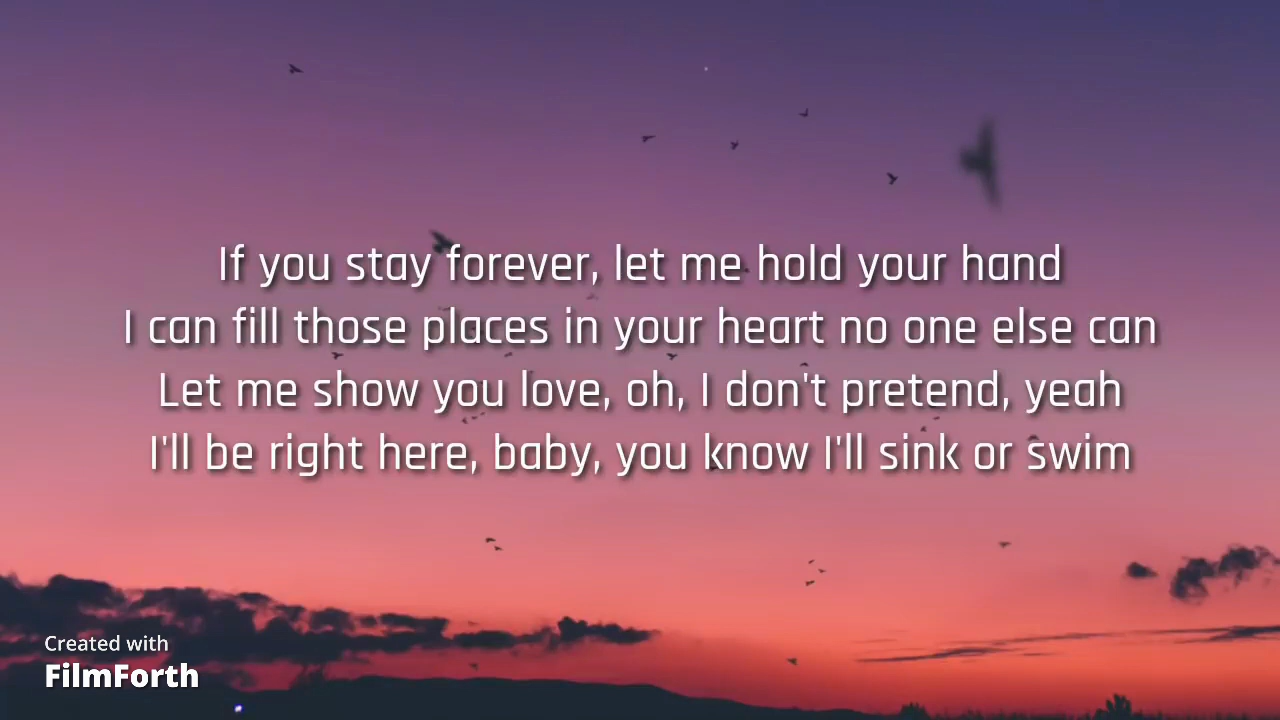 If you stay forever, let me hold your hand
I can fill those places in your heart no one else can
Let me show you love, oh, I don't pretend, yeah
I'll be right here, baby, you know I'll sink or swim
Created with
FilmForth